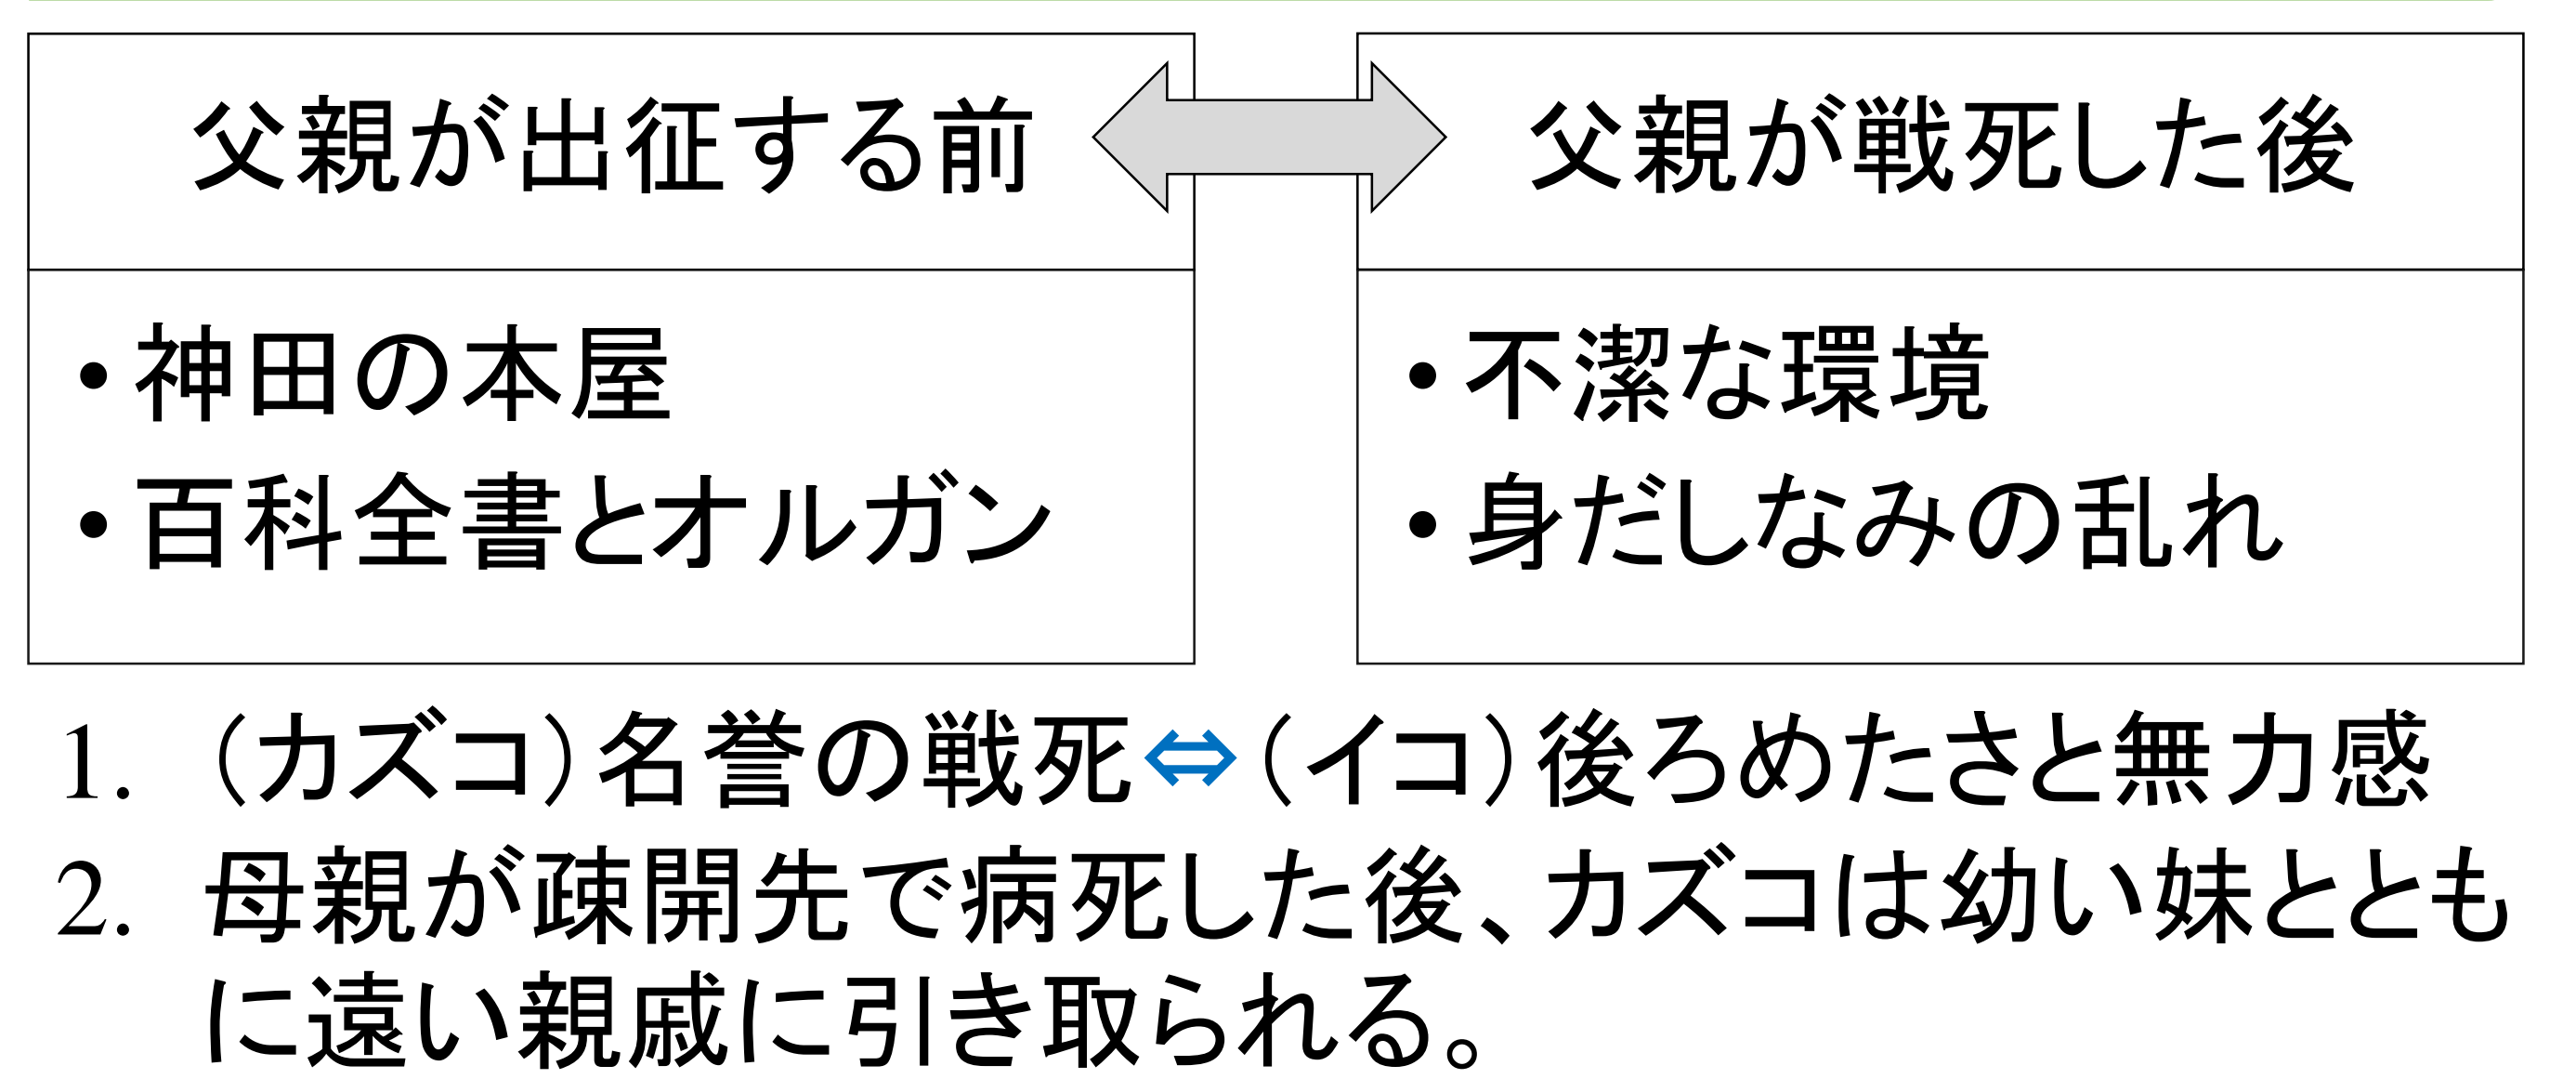 父親が出征する前
父親が戦死した後
•神田の本屋
•百科全書とオルガン
•不潔な環境
•身だしなみの乱れ
1. （カズコ）名誉の戦死⇔（イコ）後ろめたさと無力感
2. 母親が疎開先で病死した後、カズコは幼い妹ととも
に遠い親戚に引き取られる。